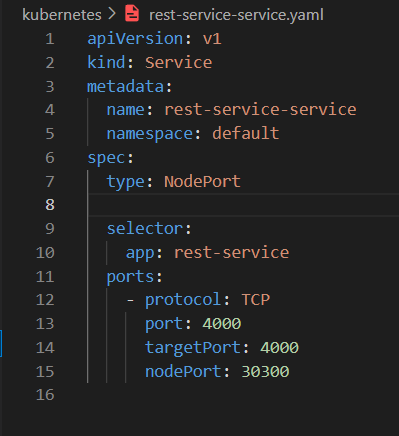 kubernetes > rest-service-service.yaml
1 apiVersion: v1
2 kind: Service
3 metadata:
4   name: rest-service-service
5   namespace: default
6 spec:
7   type: NodePort
8
9   selector:
10     app: rest-service
11   ports:
12     - protocol: TCP
13       port: 4000
14       targetPort: 4000
15       nodePort: 30300
16